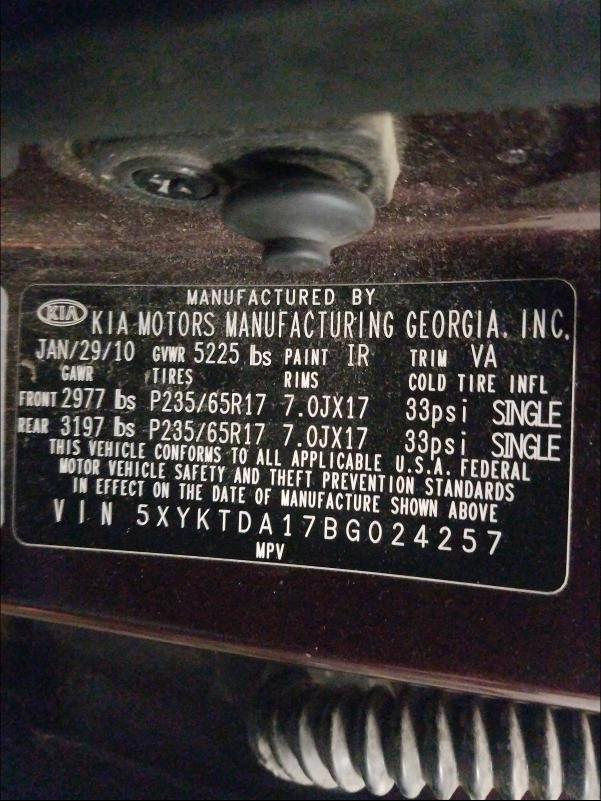 MANUFACTURED BY
KIA KIA MOTORS MANUFACTURING GEORGIA. INC.
JAN/29/10 GVWR 5225 lbs PAINT IR TRIM VA
GAWR TIRES RIMS COLD TIRE INFL
FRONT 2977 lbs P235/65R17 7.0JX17 33psi SINGLE
REAR 3197 lbs P235/65R17 7.0JX17 33psi SINGLE
THIS VEHICLE CONFORMS TO ALL APPLICABLE U.S.A. FEDERAL
MOTOR VEHICLE SAFETY AND THEFT PREVENTION STANDARDS
IN EFFECT ON THE DATE OF MANUFACTURE SHOWN ABOVE
VIN 5XYKTDA17BG024257
MPV